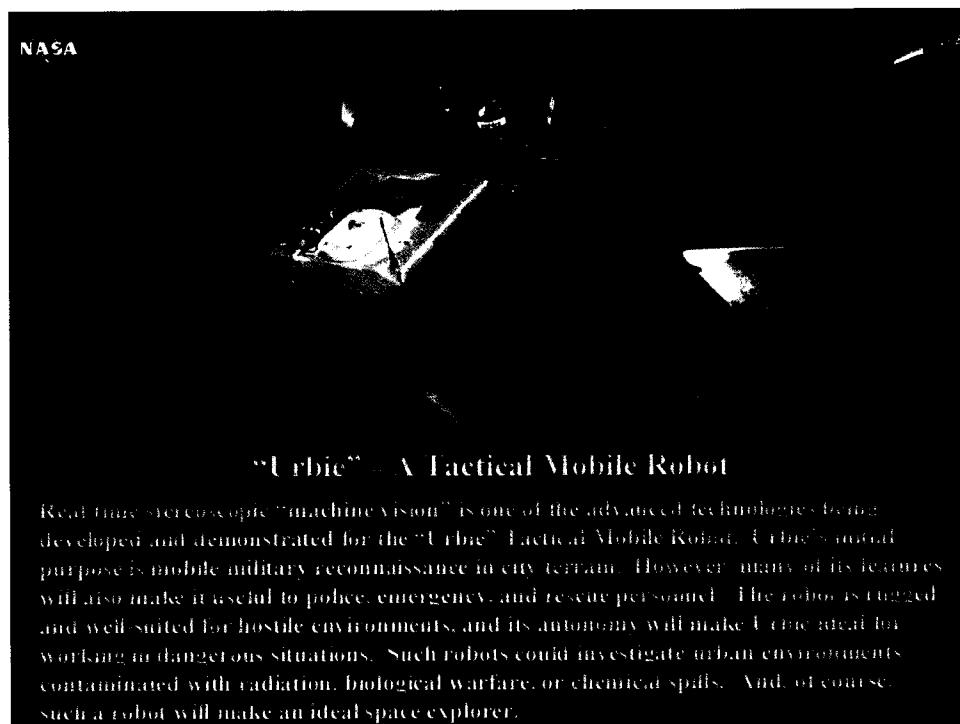 NASA
“Urbie” - A Tactical Mobile Robot
Real time stereoscopic “machine vision” is one of the advanced technologies being
developed and demonstrated for the “Urbie” Tactical Mobile Robot. Urbie's initial
purpose is mobile military reconnaissance in city terrain. However, many of its features
will also make it useful to police, emergency, and rescue personnel. The robot is rugged
and well suited for hostile environments, and its autonomy will make Urbie ideal for
working in dangerous situations. Such robots could investigate urban environments
contaminated with radiation, biological warfare, or chemical spills. And, of course,
such a robot will make an ideal space explorer.